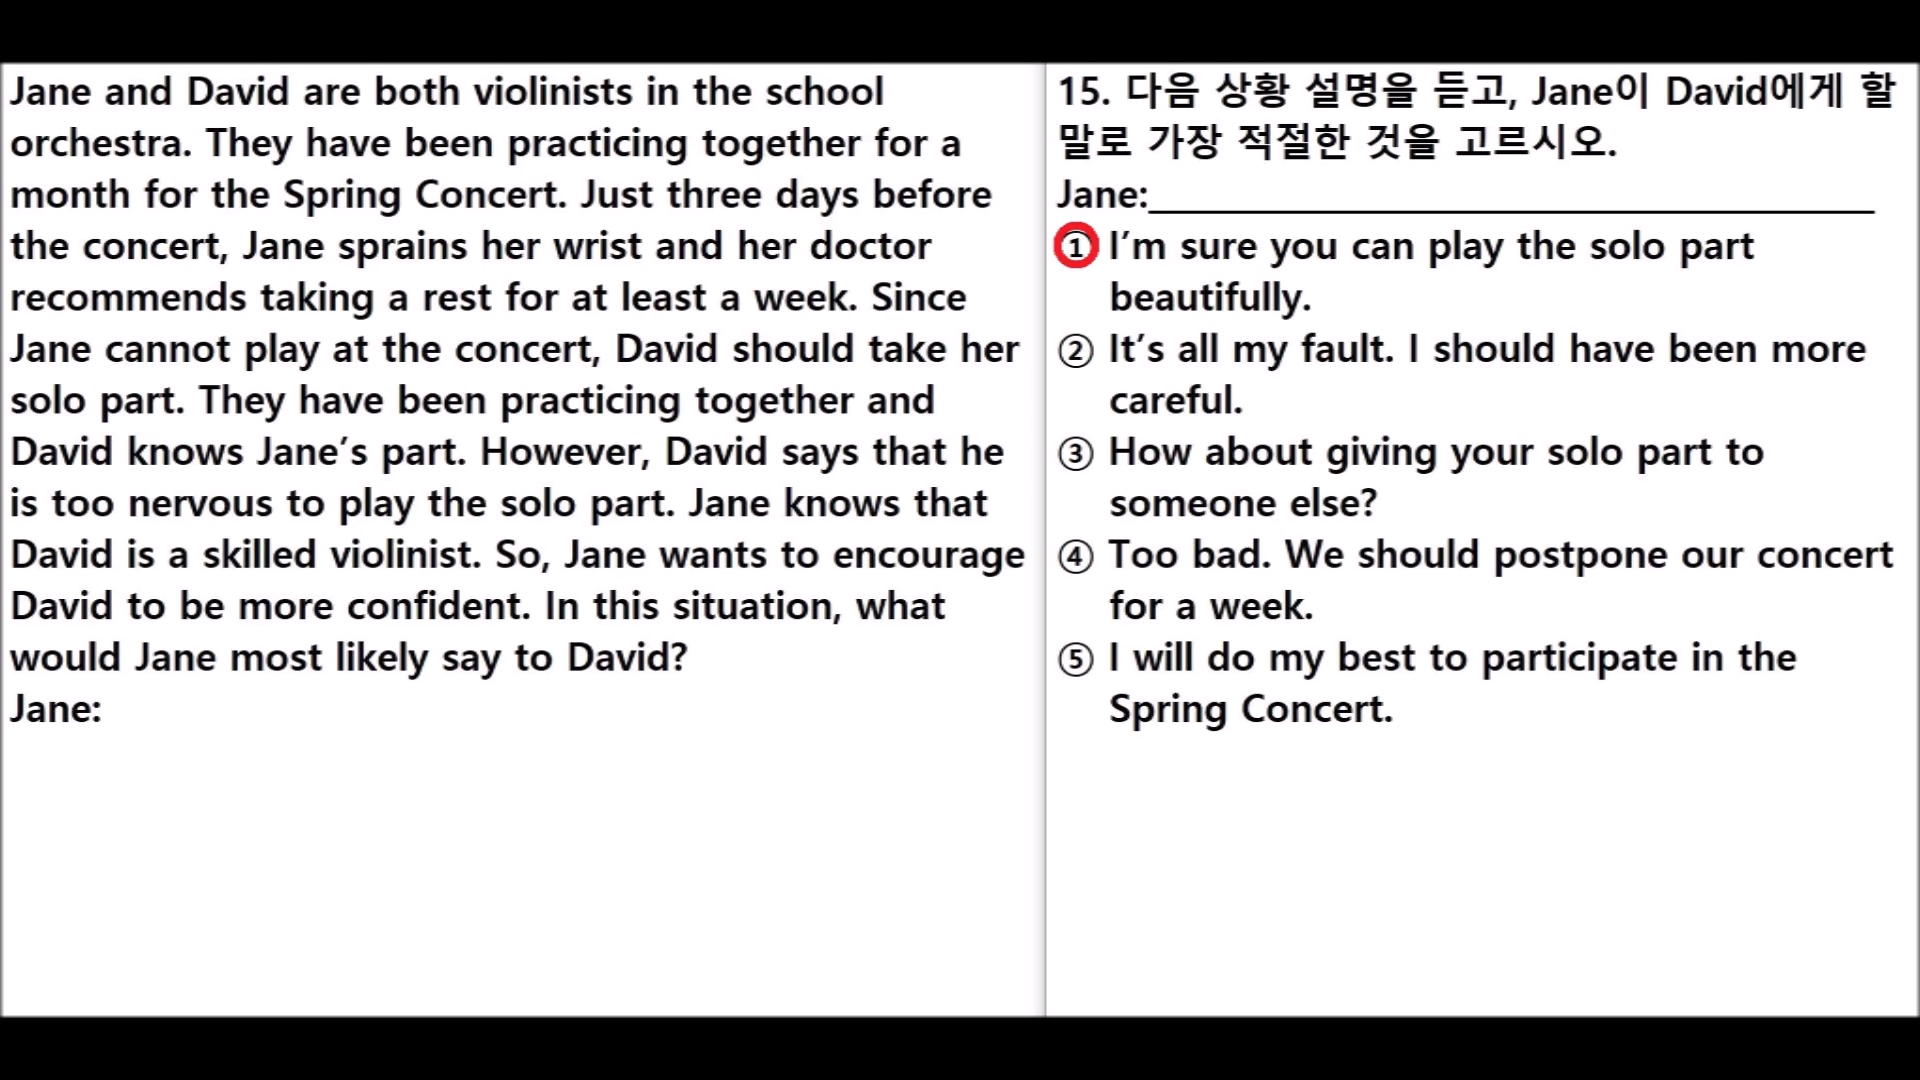 Jane and David are both violinists in the school
orchestra. They have been practicing together for a
month for the Spring Concert. Just three days before
the concert, Jane sprains her wrist and her doctor
recommends taking a rest for at least a week. Since
Jane cannot play at the concert, David should take her
solo part. They have been practicing together and
David knows Jane’s part. However, David says that he
is too nervous to play the solo part. Jane knows that
David is a skilled violinist. So, Jane wants to encourage
David to be more confident. In this situation, what
would Jane most likely say to David?
Jane:
15. 다음 상황 설명을 듣고, Jane이 David에게 할
말로 가장 적절한 것을 고르시오.
Jane:
① I’m sure you can play the solo part
beautifully.
② It’s all my fault. I should have been more
careful.
③ How about giving your solo part to
someone else?
④ Too bad. We should postpone our concert
for a week.
⑤ I will do my best to participate in the
Spring Concert.